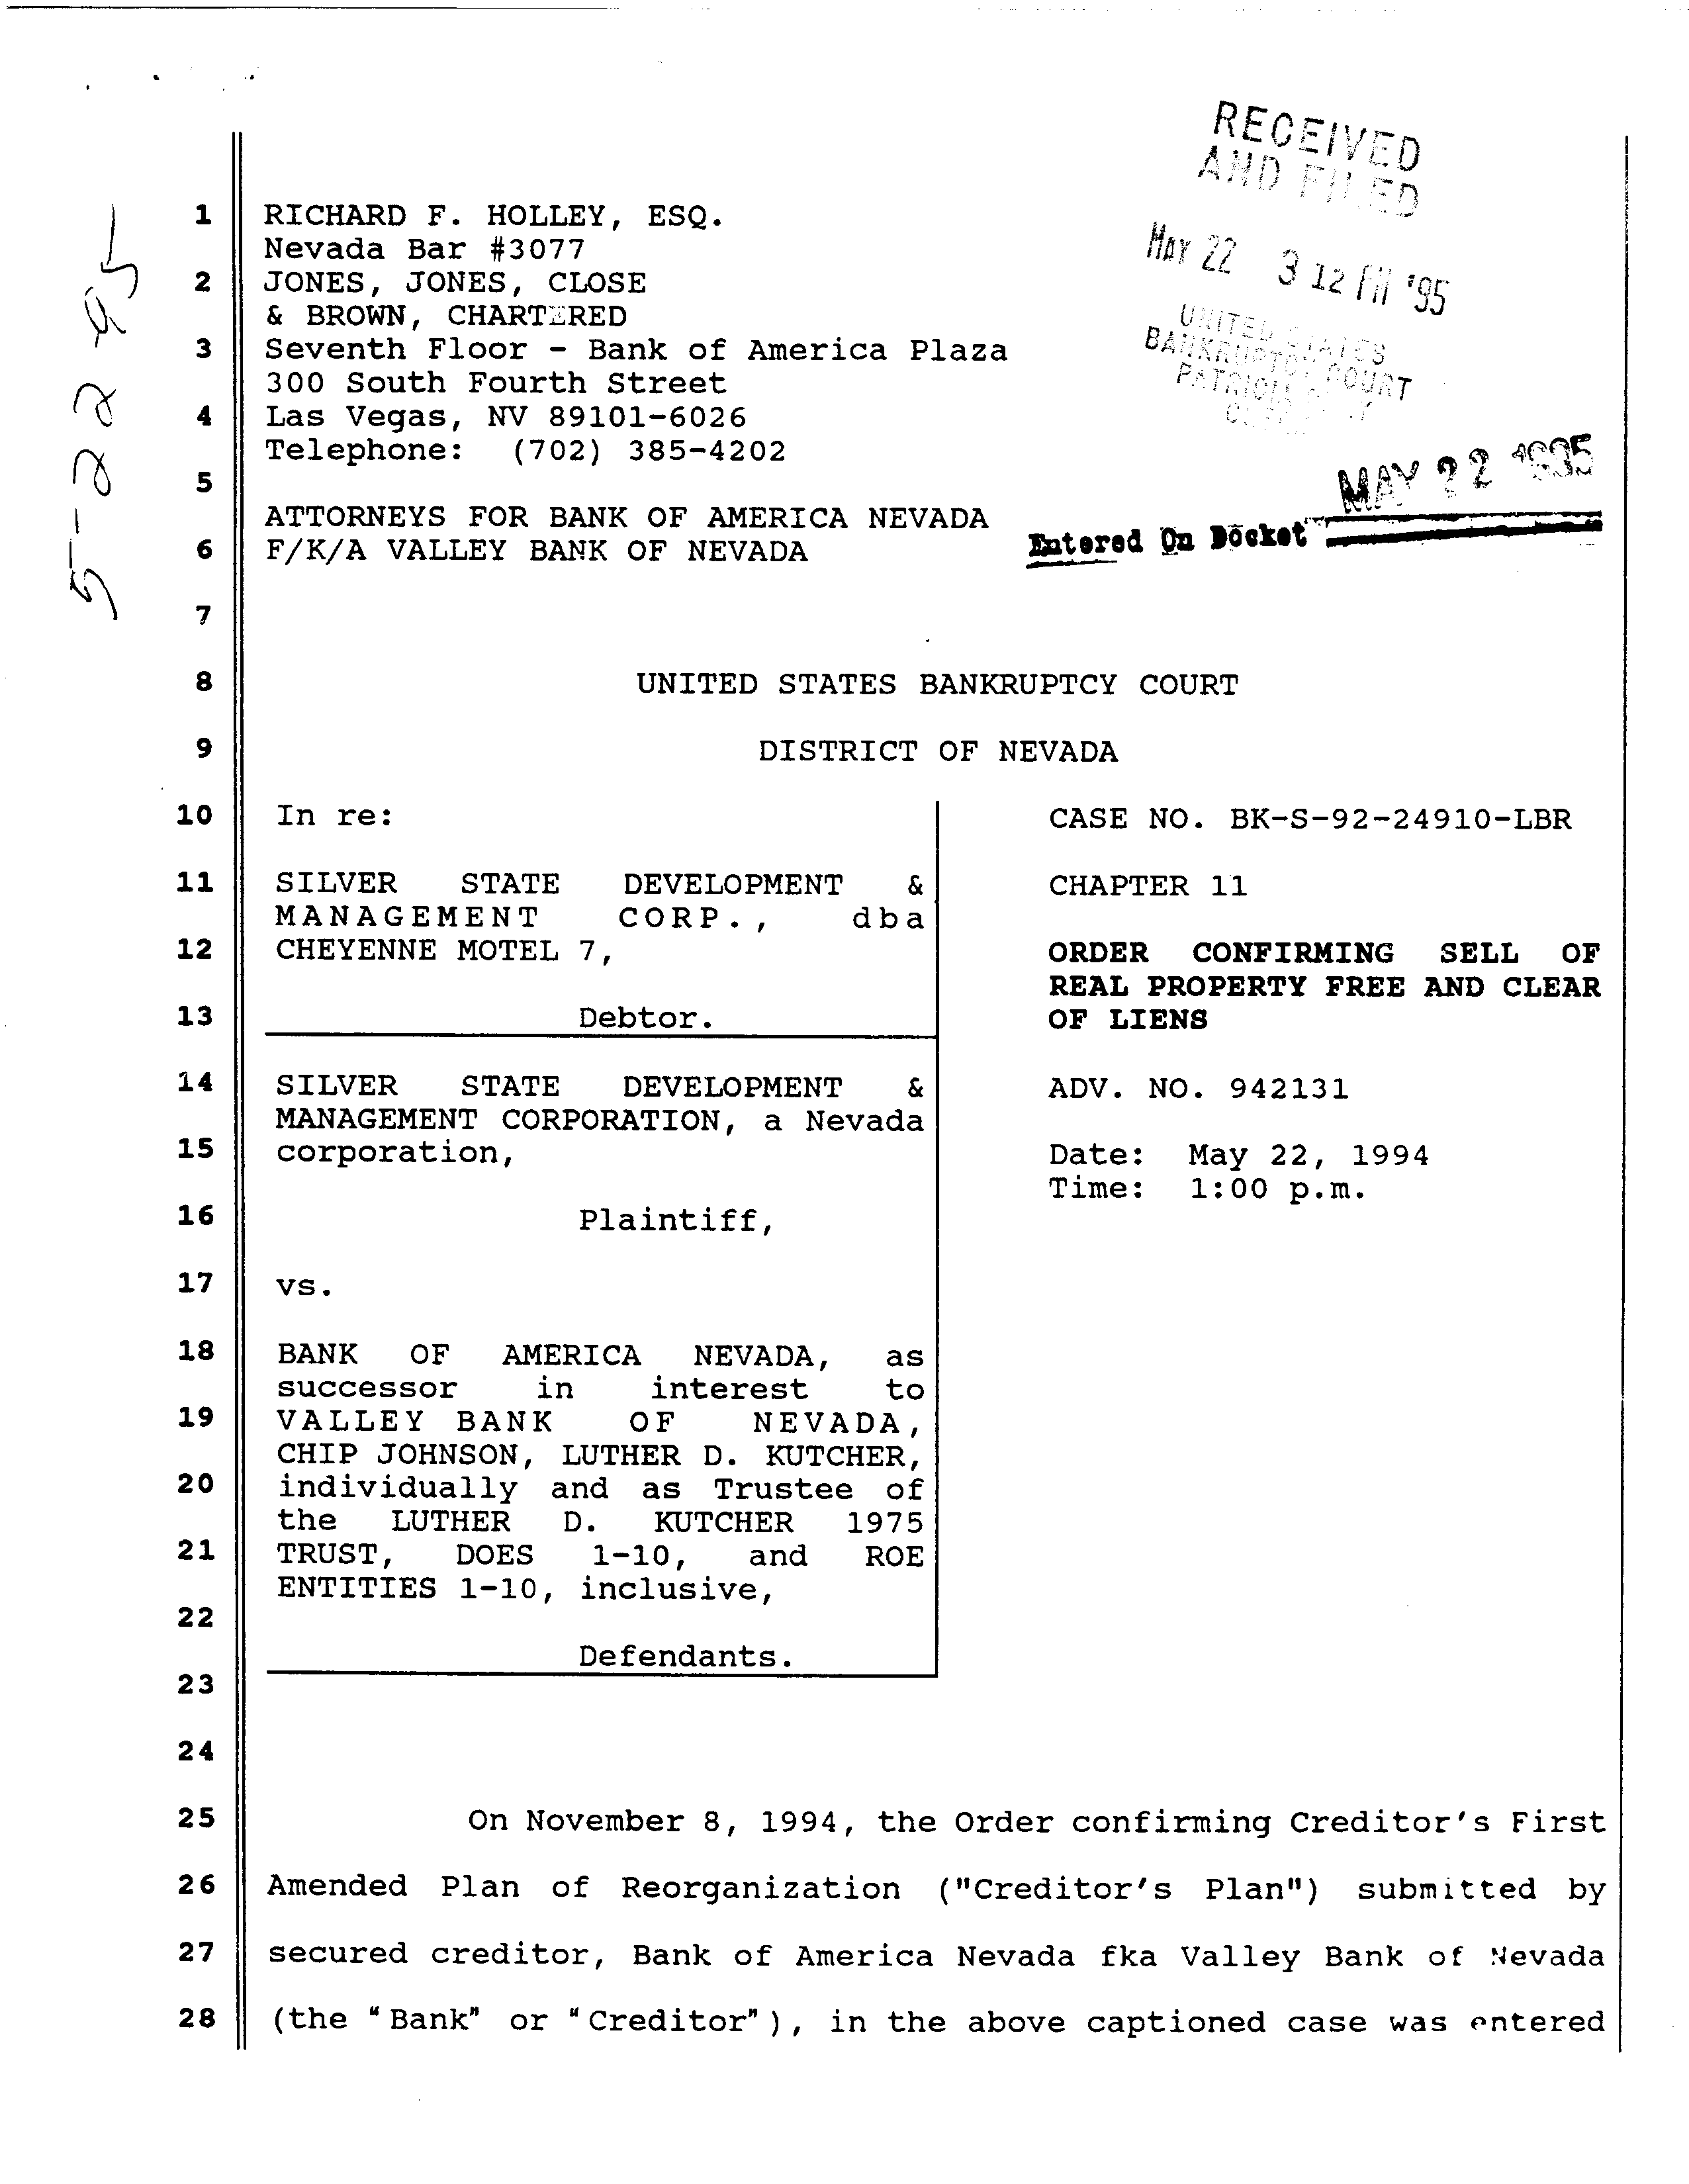 RECEIVED
AND FILED
MAY 22 3 12 PM '95
UNITED STATES
BANKRUPTCY COURT
PATRICIA
5-22-95
MAY 22 1995
Entered On Docket
1 RICHARD F. HOLLEY, ESQ.
Nevada Bar #3077
2 JONES, JONES, CLOSE
& BROWN, CHARTERED
3 Seventh Floor - Bank of America Plaza
300 South Fourth Street
4 Las Vegas, NV 89101-6026
Telephone: (702) 385-4202
5
ATTORNEYS FOR BANK OF AMERICA NEVADA
6 F/K/A VALLEY BANK OF NEVADA
7
8 UNITED STATES BANKRUPTCY COURT
9 DISTRICT OF NEVADA
10 In re:
11 SILVER STATE DEVELOPMENT &
MANAGEMENT CORP., dba
12 CHEYENNE MOTEL 7,
13 Debtor.
14 SILVER STATE DEVELOPMENT &
MANAGEMENT CORPORATION, a Nevada
15 corporation,
16 Plaintiff,
17 vs.
18 BANK OF AMERICA NEVADA, as
successor in interest to
19 VALLEY BANK OF NEVADA,
CHIP JOHNSON, LUTHER D. KUTCHER,
20 individually and as Trustee of
the LUTHER D. KUTCHER 1975
21 TRUST, DOES 1-10, and ROE
ENTITIES 1-10, inclusive,
22
Defendants.
23
CASE NO. BK-S-92-24910-LBR
CHAPTER 11
ORDER CONFIRMING SELL OF
REAL PROPERTY FREE AND CLEAR
OF LIENS
ADV. NO. 942131
Date: May 22, 1994
Time: 1:00 p.m.
24
25 On November 8, 1994, the Order confirming Creditor's First
26 Amended Plan of Reorganization ("Creditor's Plan") submitted by
27 secured creditor, Bank of America Nevada fka Valley Bank of Nevada
28 (the "Bank" or "Creditor"), in the above captioned case was entered